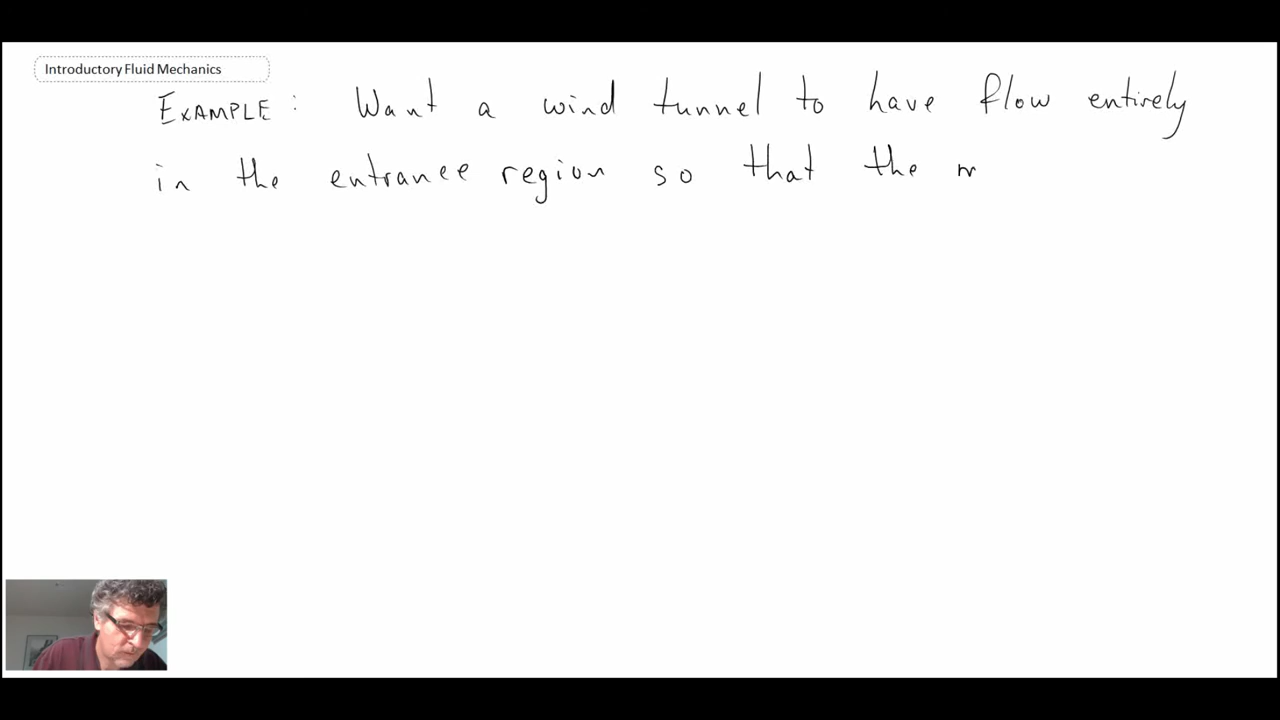 Introductory Fluid Mechanics
EXAMPLE: Want a wind tunnel to have flow entirely
in the entrance region so that the